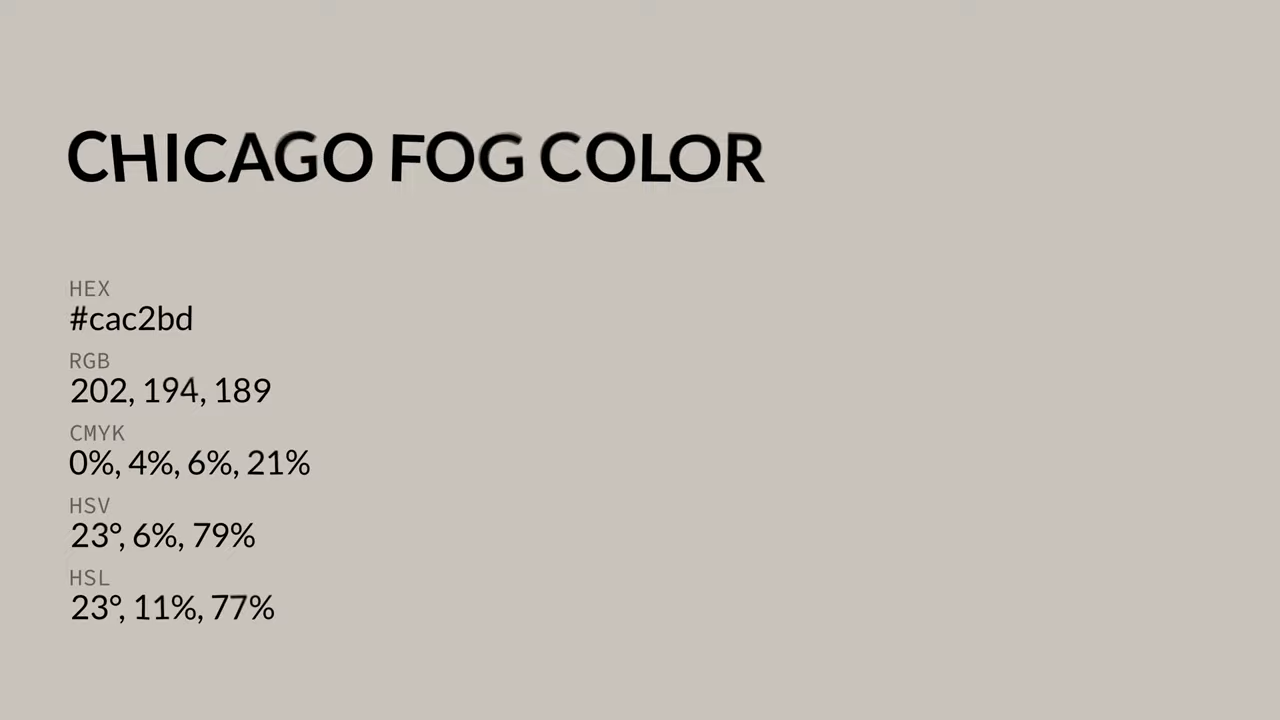 CHICAGO FOG COLOR
HEX
#cac2bd
RGB
202, 194, 189
CMYK
0%, 4%, 6%, 21%
HSV
23°, 6%, 79%
HSL
23°, 11%, 77%